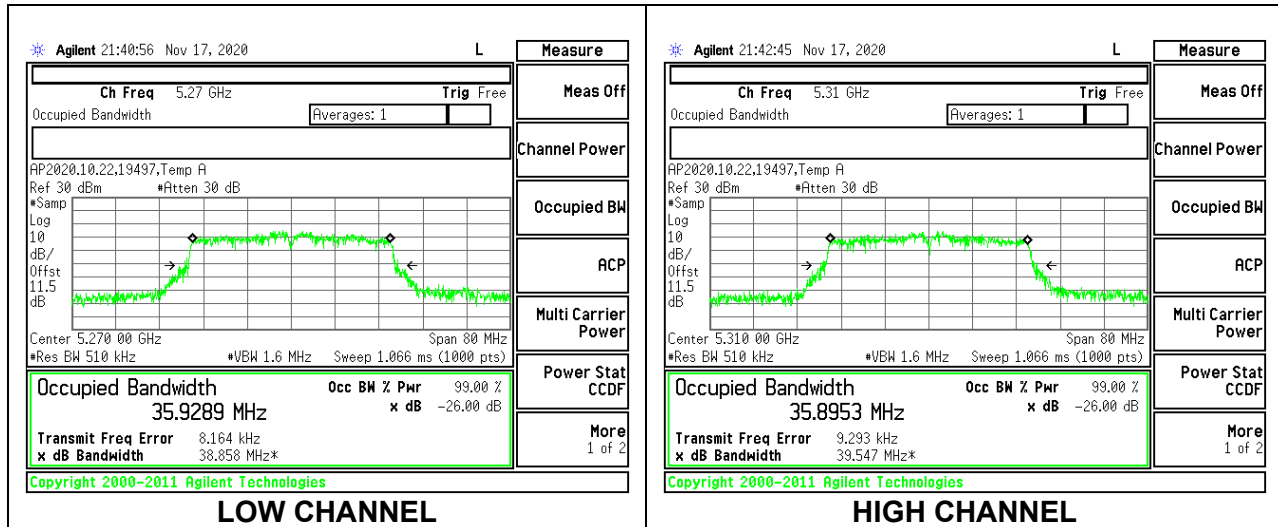 Agilent 21:40:56 Nov 17, 2020 L
Measure
Ch Freq 5.27 GHz Trig Free
Occupied Bandwidth Averages: 1
AP2020.10.22,19497,Temp A
Ref 30 dBm #Atten 30 dB
#Samp
Log
10
dB/
Offst
11.5
dB
Center 5.270 00 GHz Span 80 MHz
#Res BW 510 kHz #VBW 1.6 MHz Sweep 1.066 ms (1000 pts)
Occupied Bandwidth Occ BW % Pwr 99.00 %
35.9289 MHz x dB -26.00 dB
Transmit Freq Error 8.164 kHz
x dB Bandwidth 38.858 MHz*
Copyright 2000-2011 Agilent Technologies
Meas Off
Channel Power
Occupied BW
ACP
Multi Carrier
Power
Power Stat
CCDF
More
1 of 2
LOW CHANNEL
Agilent 21:42:45 Nov 17, 2020 L
Measure
Ch Freq 5.31 GHz Trig Free
Occupied Bandwidth Averages: 1
AP2020.10.22,19497,Temp A
Ref 30 dBm #Atten 30 dB
#Samp
Log
10
dB/
Offst
11.5
dB
Center 5.310 00 GHz Span 80 MHz
#Res BW 510 kHz #VBW 1.6 MHz Sweep 1.066 ms (1000 pts)
Occupied Bandwidth Occ BW % Pwr 99.00 %
35.8953 MHz x dB -26.00 dB
Transmit Freq Error 9.293 kHz
x dB Bandwidth 39.547 MHz*
Copyright 2000-2011 Agilent Technologies
Meas Off
Channel Power
Occupied BW
ACP
Multi Carrier
Power
Power Stat
CCDF
More
1 of 2
HIGH CHANNEL